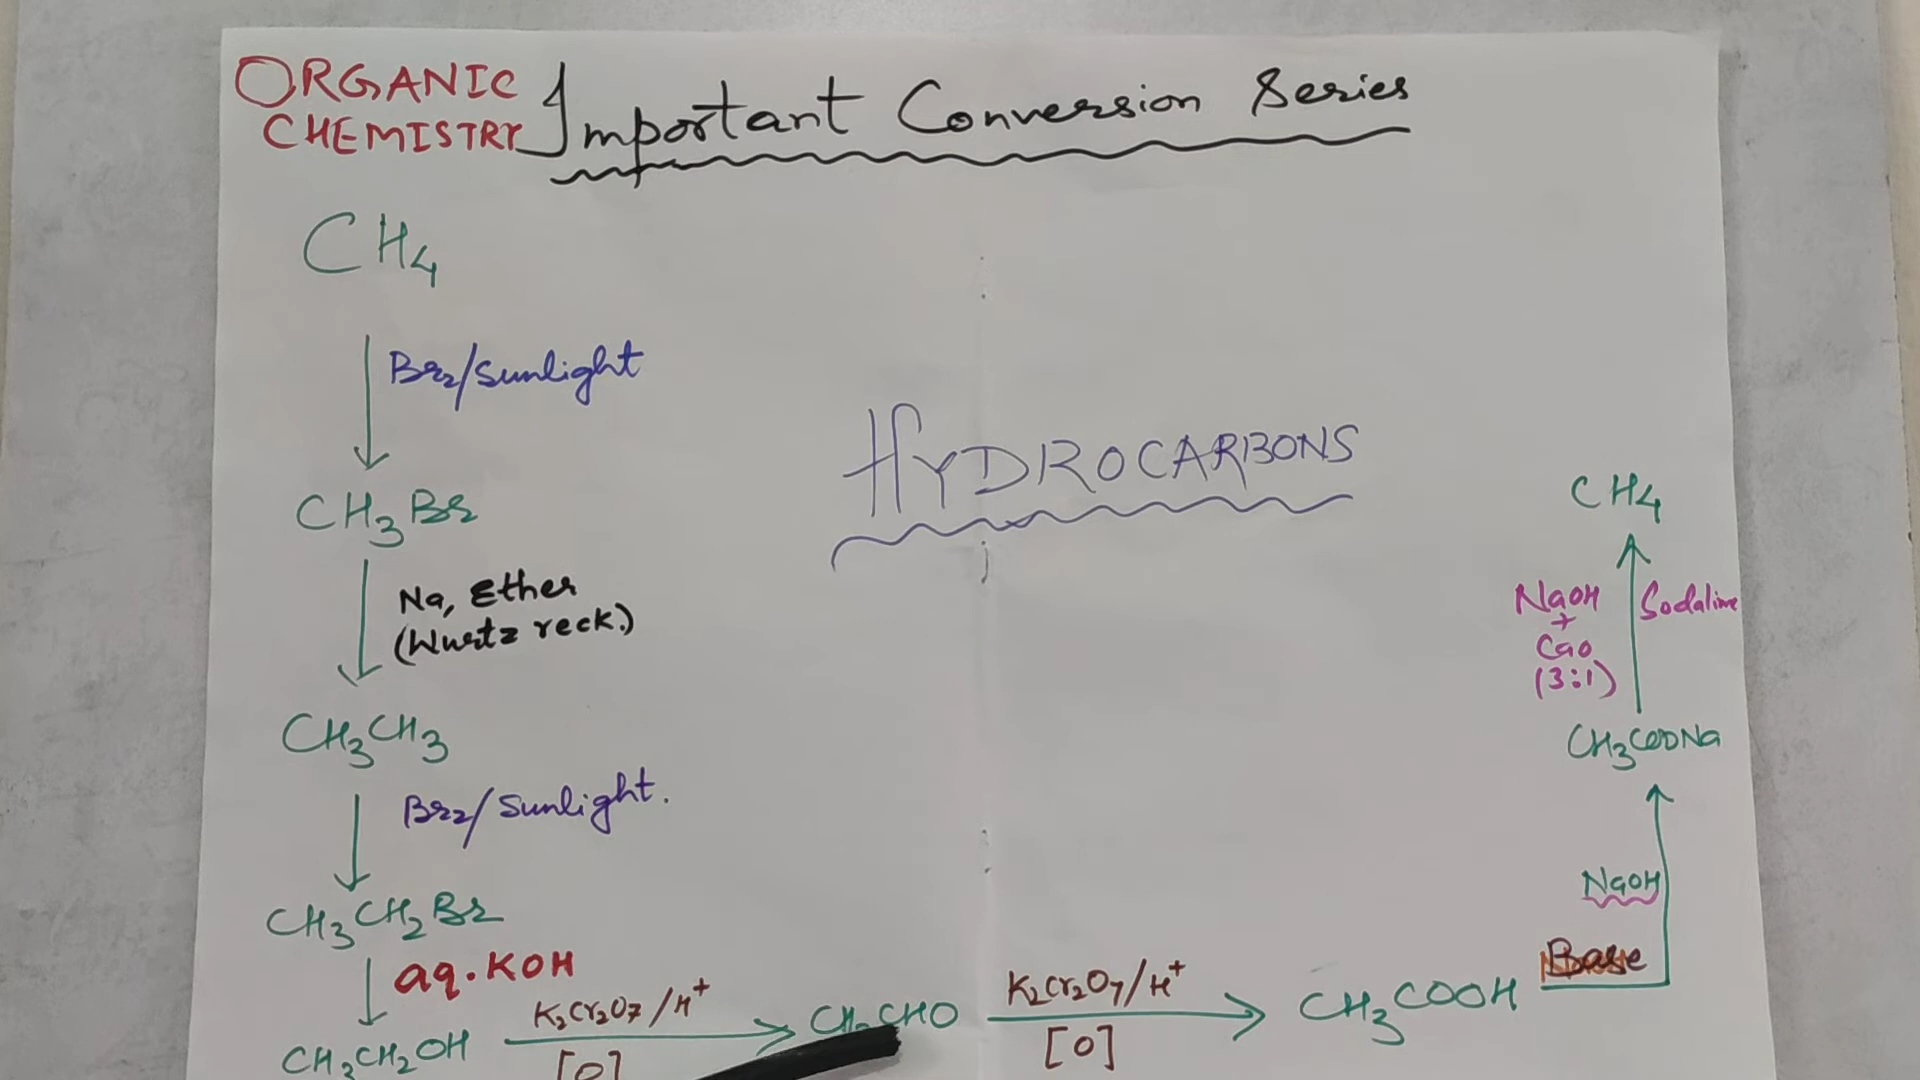 ORGANIC
CHEMISTRY
Important Conversion Series
CH4
Br2/Sunlight
CH3Br
Na, Ether
(Wurtz reck.)
CH3CH3
Br2/Sunlight.
CH3CH2Br
aq. KOH
CH3CH2OH
K2Cr2O7/H+
[O]
CH3CHO
K2Cr2O7/H+
[O]
CH3COOH
Base
NaOH
CH3COONa
NaOH
+
CaO
(3:1)
Sodalime
CH4
HYDROCARBONS